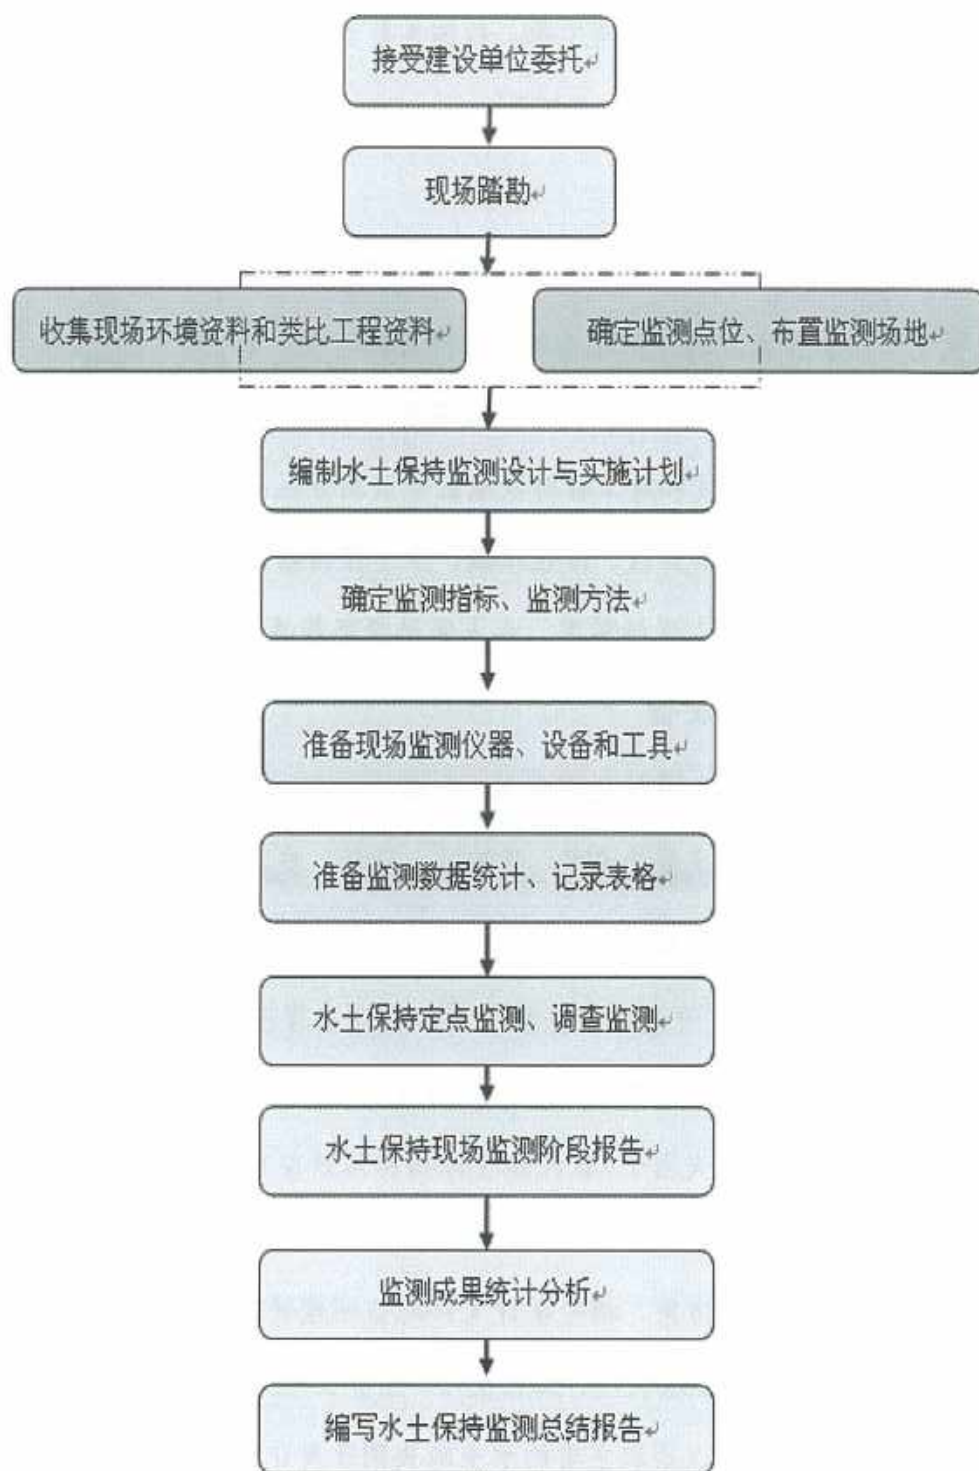 接受建设单位委托↵
现场踏勘↵
收集现场环境资料和类比工程资料↵
确定监测点位、布置监测场地↵
编制水土保持监测设计与实施计划↵
确定监测指标、监测方法↵
准备现场监测仪器、设备和工具↵
准备监测数据统计、记录表格↵
水土保持定点监测、调查监测↵
水土保持现场监测阶段报告↵
监测成果统计分析↵
编写水土保持监测总结报告↵